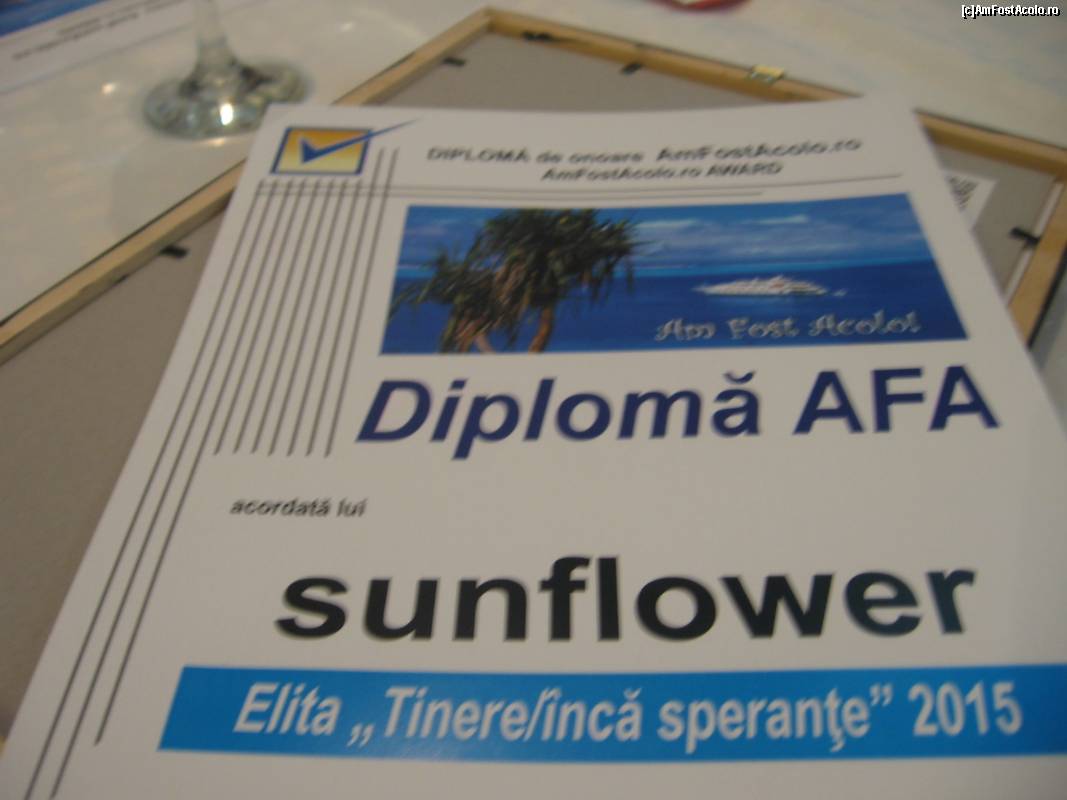 [c]AmFostAcolo.ro
DIPLOMĂ de onoare AmFostAcolo.ro
AmFostAcolo.ro AWARD
Am Fost Acolo!
Diplomă AFA
acordată lui
sunflower
Elita „Tinere/încă speranţe” 2015